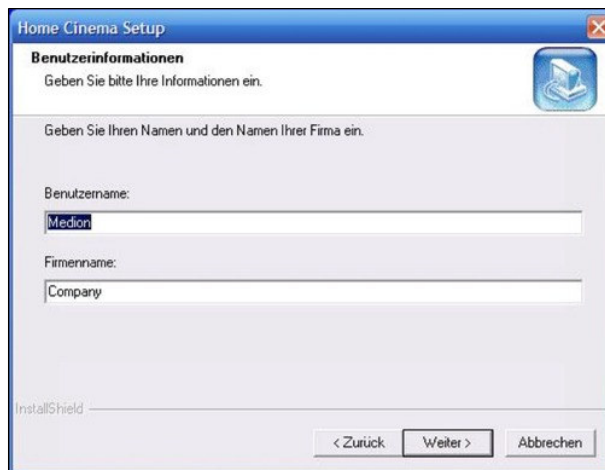 Home Cinema Setup
Benutzerinformationen
Geben Sie bitte Ihre Informationen ein.
Geben Sie Ihren Namen und den Namen Ihrer Firma ein.
Benutzername:
Medion
Firmenname:
Company
InstallShield
< Zurück Weiter > Abbrechen